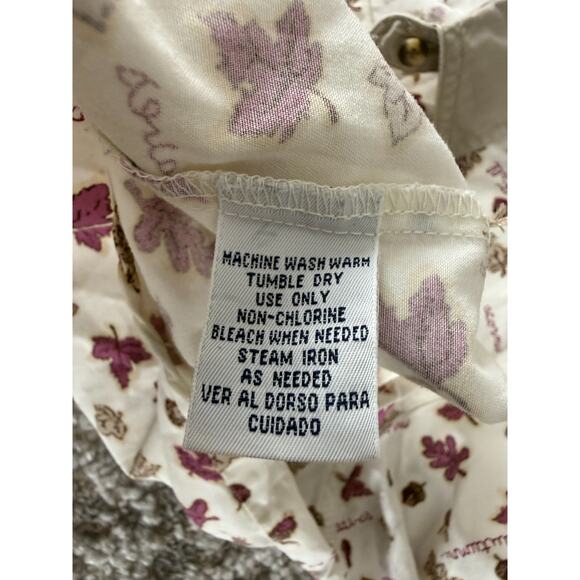 MACHINE WASH WARM
TUMBLE DRY
USE ONLY
NON-CHLORINE
BLEACH WHEN NEEDED
STEAM IRON
AS NEEDED
VER AL DORSO PARA
CUIDADO